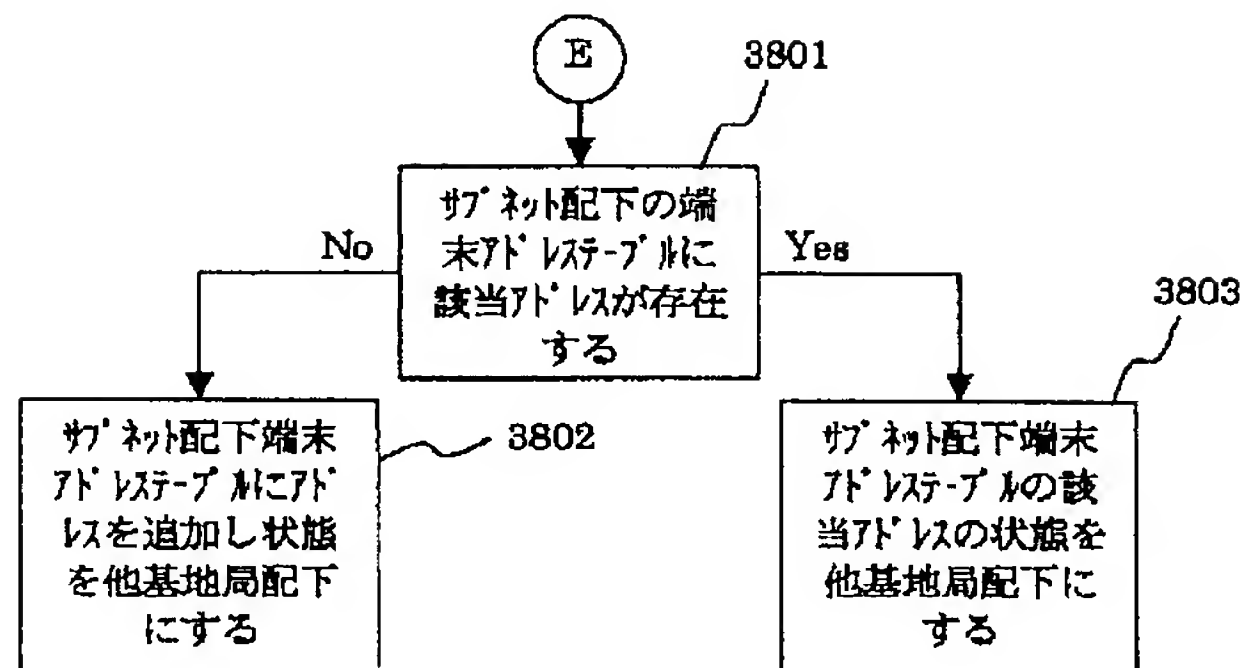 E
3801
ｻﾌﾞﾈｯﾄ配下の端
末ｱﾄﾞﾚｽﾃｰﾌﾞﾙに
該当ｱﾄﾞﾚｽが存在
する
No
Yes
3803
ｻﾌﾞﾈｯﾄ配下端末
ｱﾄﾞﾚｽﾃｰﾌﾞﾙにｱﾄﾞ
ﾚｽを追加し状態
を他基地局配下
にする
3802
ｻﾌﾞﾈｯﾄ配下端末
ｱﾄﾞﾚｽﾃｰﾌﾞﾙの該
当ｱﾄﾞﾚｽの状態を
他基地局配下に
する